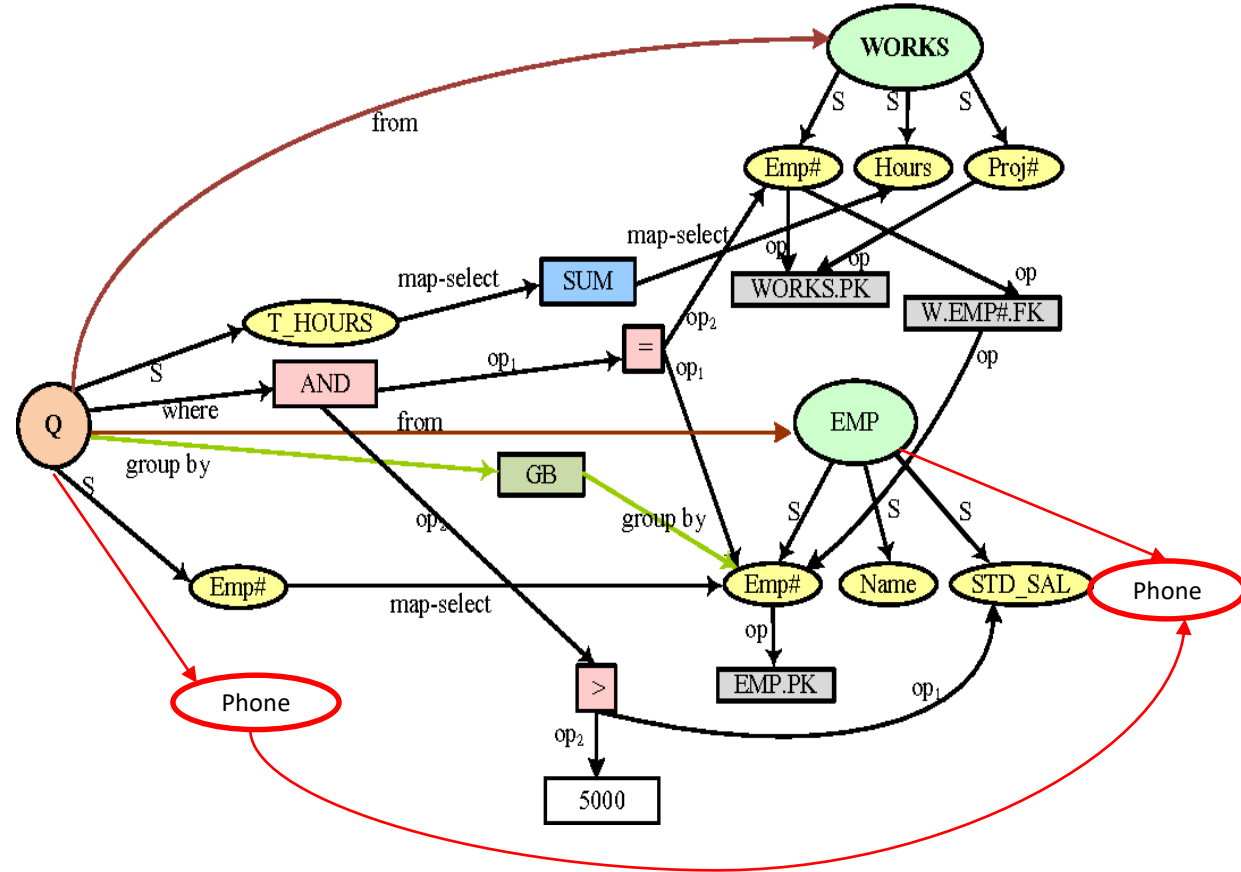 WORKS
S
S
S
from
Emp#
Hours
Proj#
map-select
op
op
op
map-select
SUM
WORKS.PK
W.EMP#.FK
T_HOURS
op₂
=
op₁
op₁
op
S
AND
where
Q
from
EMP
group by
GB
S
op₂
group by
S
S
S
Emp#
map-select
Emp#
Name
STD_SAL
Phone
op
Phone
>
EMP.PK
op₁
op₂
5000